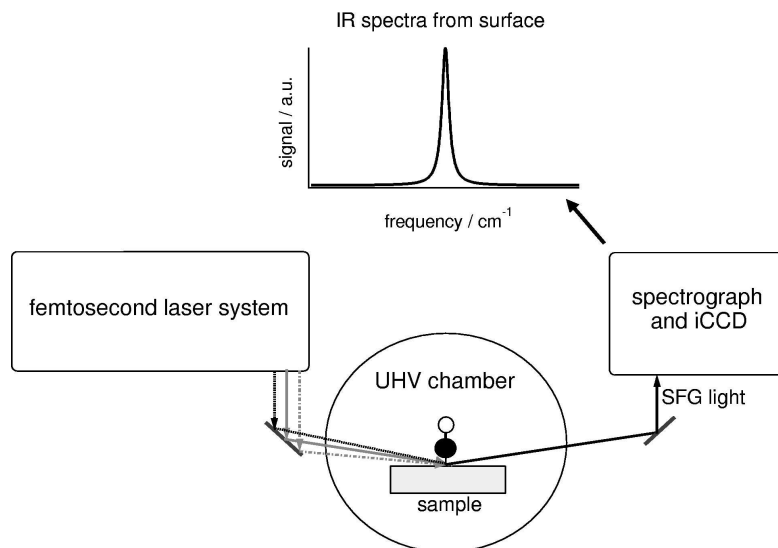 IR spectra from surface
signal / a.u.
frequency / cm⁻¹
femtosecond laser system
spectrograph
and iCCD
UHV chamber
SFG light
sample